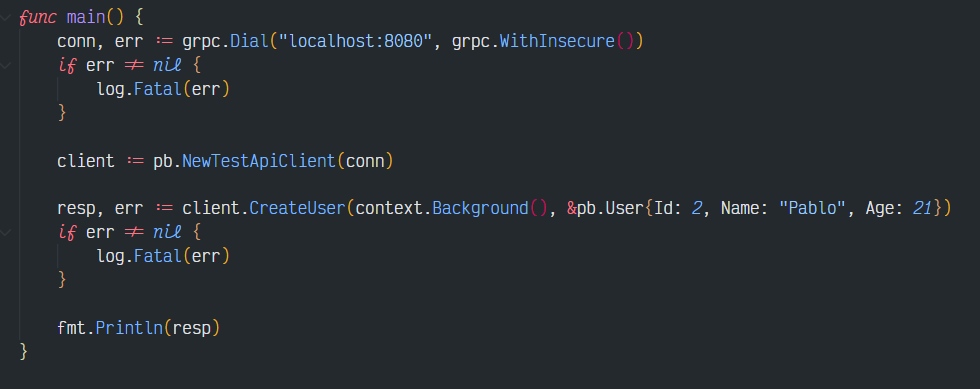 func main() {
    conn, err := grpc.Dial("localhost:8080", grpc.WithInsecure())
    if err != nil {
        log.Fatal(err)
    }

    client := pb.NewTestApiClient(conn)

    resp, err := client.CreateUser(context.Background(), &pb.User{Id: 2, Name: "Pablo", Age: 21})
    if err != nil {
        log.Fatal(err)
    }

    fmt.Println(resp)
}